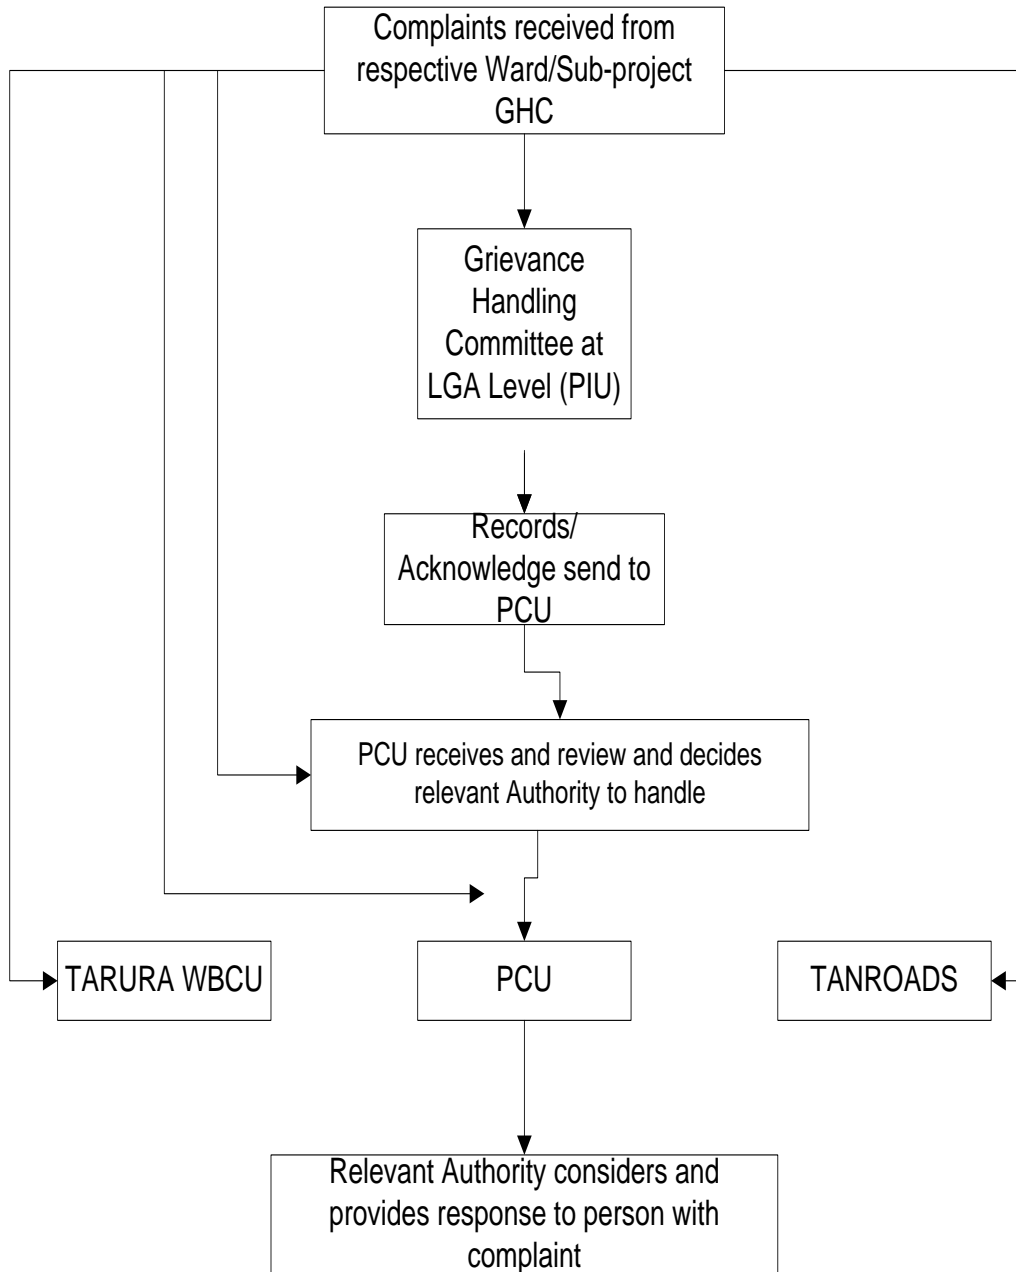 Complaints received from
respective Ward/Sub-project
GHC
Grievance
Handling
Committee at
LGA Level (PIU)
Records/
Acknowledge send to
PCU
PCU receives and review and decides
relevant Authority to handle
TARURA WBCU
PCU
TANROADS
Relevant Authority considers and
provides response to person with
complaint